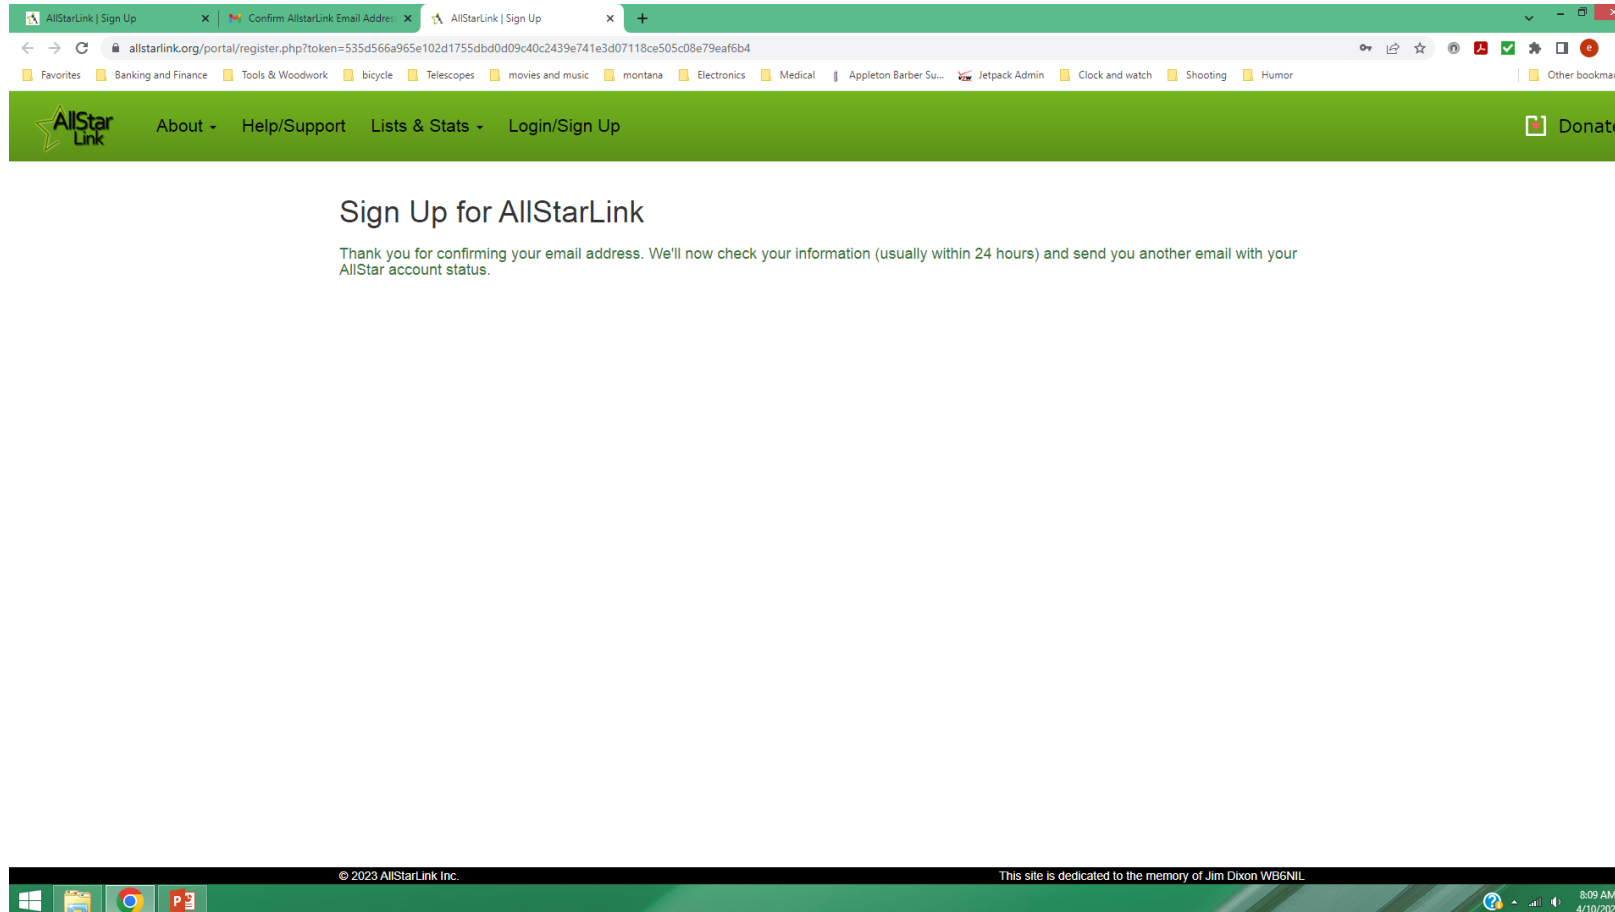 AllStarLink | Sign Up
Confirm AllstarLink Email Addres
AllStarLink | Sign Up
allstarlink.org/portal/register.php?token=535d566a965e102d1755dbd0d09c40c2439e741e3d07118ce505c08e79eaf6b4
e
Favorites Banking and Finance Tools & Woodwork bicycle Telescopes movies and music montana Electronics Medical Appleton Barber Su... Jetpack Admin Clock and watch Shooting Humor Other bookmar
AllStar
Link
About Help/Support Lists & Stats Login/Sign Up Donate
Sign Up for AllStarLink
Thank you for confirming your email address. We'll now check your information (usually within 24 hours) and send you another email with your
AllStar account status.
© 2023 AllStarLink Inc. This site is dedicated to the memory of Jim Dixon WB6NIL
8:09 AM
4/10/202